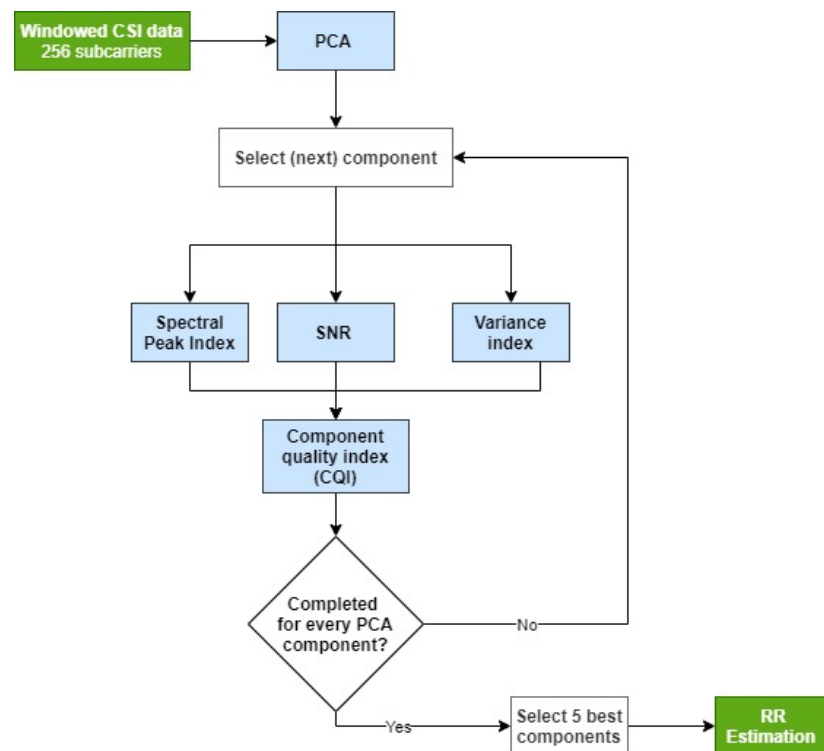 Windowed CSI data
256 subcarriers
PCA
Select (next) component
Spectral
Peak Index
SNR
Variance
index
Component
quality index
(CQI)
Completed
for every PCA
component?
No
Yes
Select 5 best
components
RR
Estimation